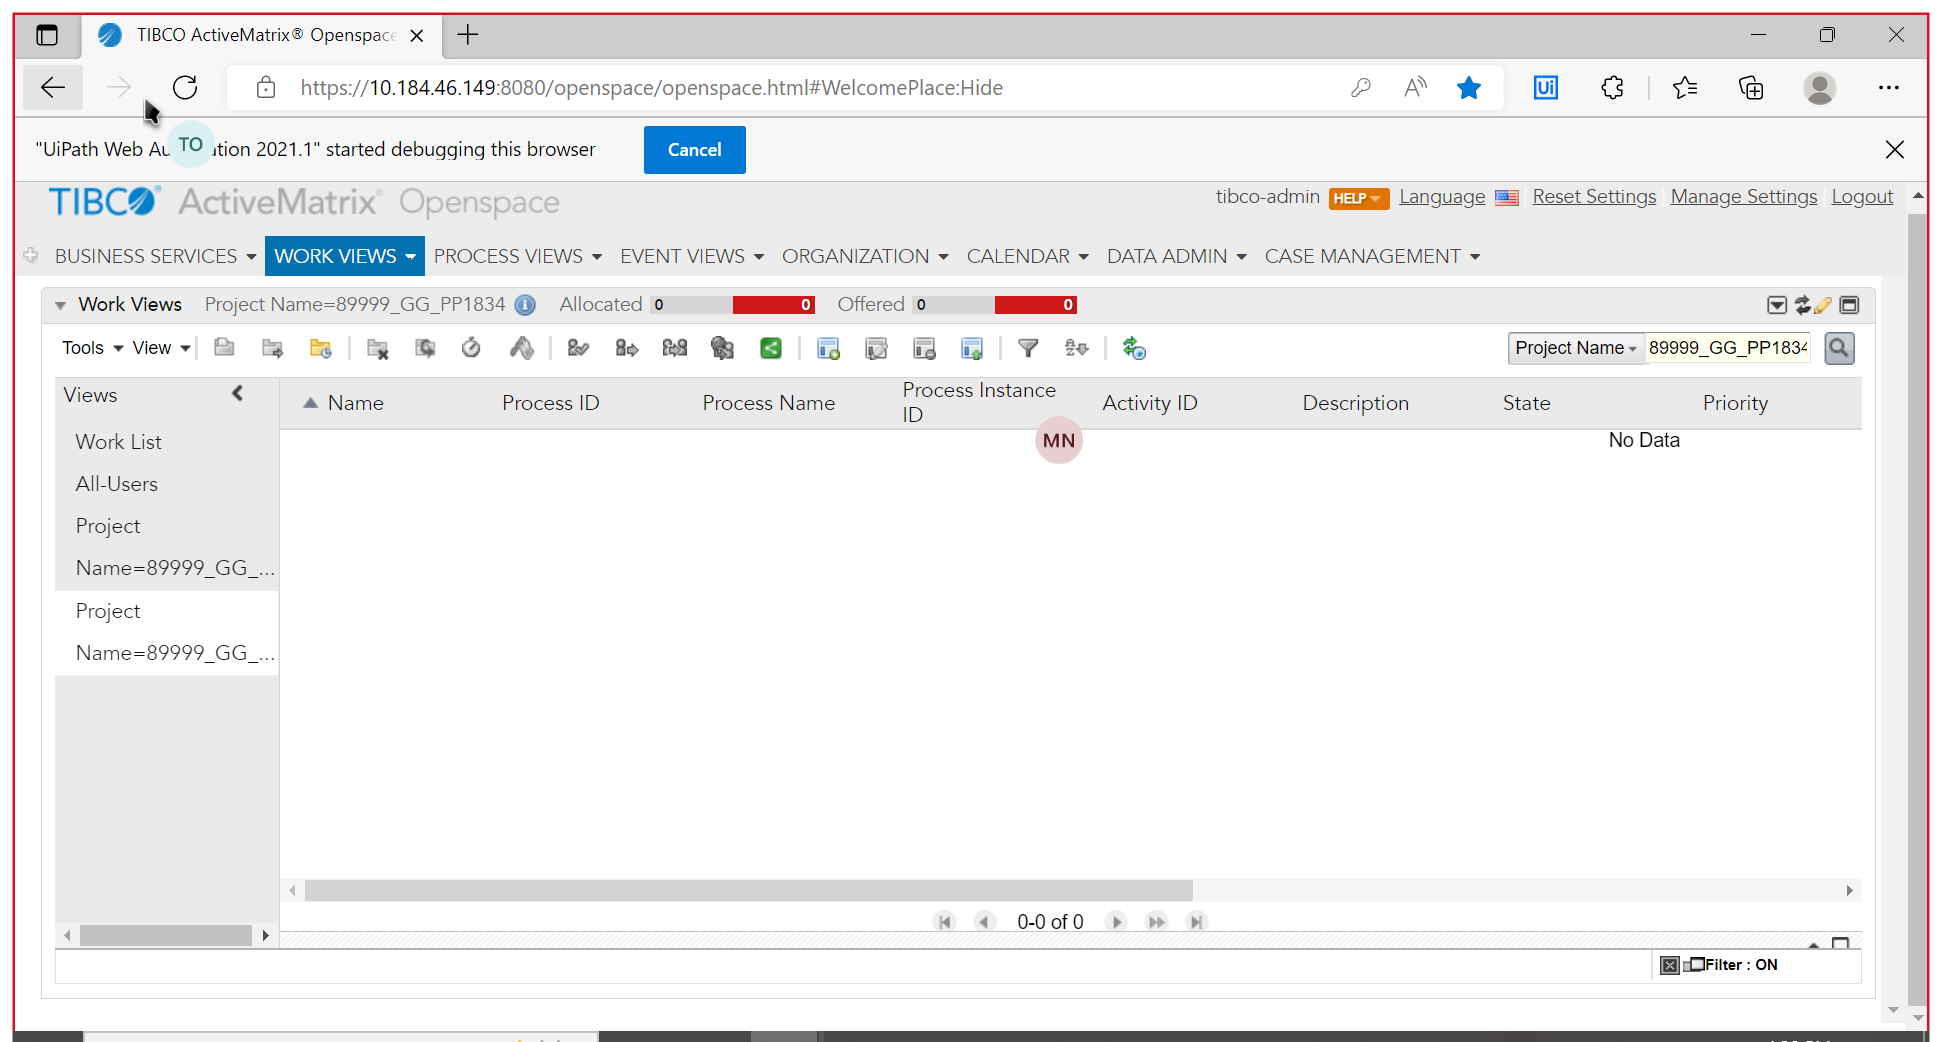 TIBCO ActiveMatrix® Openspace
https://10.184.46.149:8080/openspace/openspace.html#WelcomePlace:Hide
Ui
"UiPath Web Au TO tion 2021.1" started debugging this browser Cancel
TIBCO® ActiveMatrix® Openspace
tibco-admin HELP Language Reset Settings Manage Settings Logout
BUSINESS SERVICES WORK VIEWS PROCESS VIEWS EVENT VIEWS ORGANIZATION CALENDAR DATA ADMIN CASE MANAGEMENT
Work Views Project Name=89999_GG_PP1834 Allocated 0 0 Offered 0 0
Tools View Project Name 89999_GG_PP1834
Views
Name Process ID Process Name Process Instance ID Activity ID Description State Priority
MN
No Data
Work List
All-Users
Project
Name=89999_GG_...
Project
Name=89999_GG_...
0-0 of 0
Filter : ON